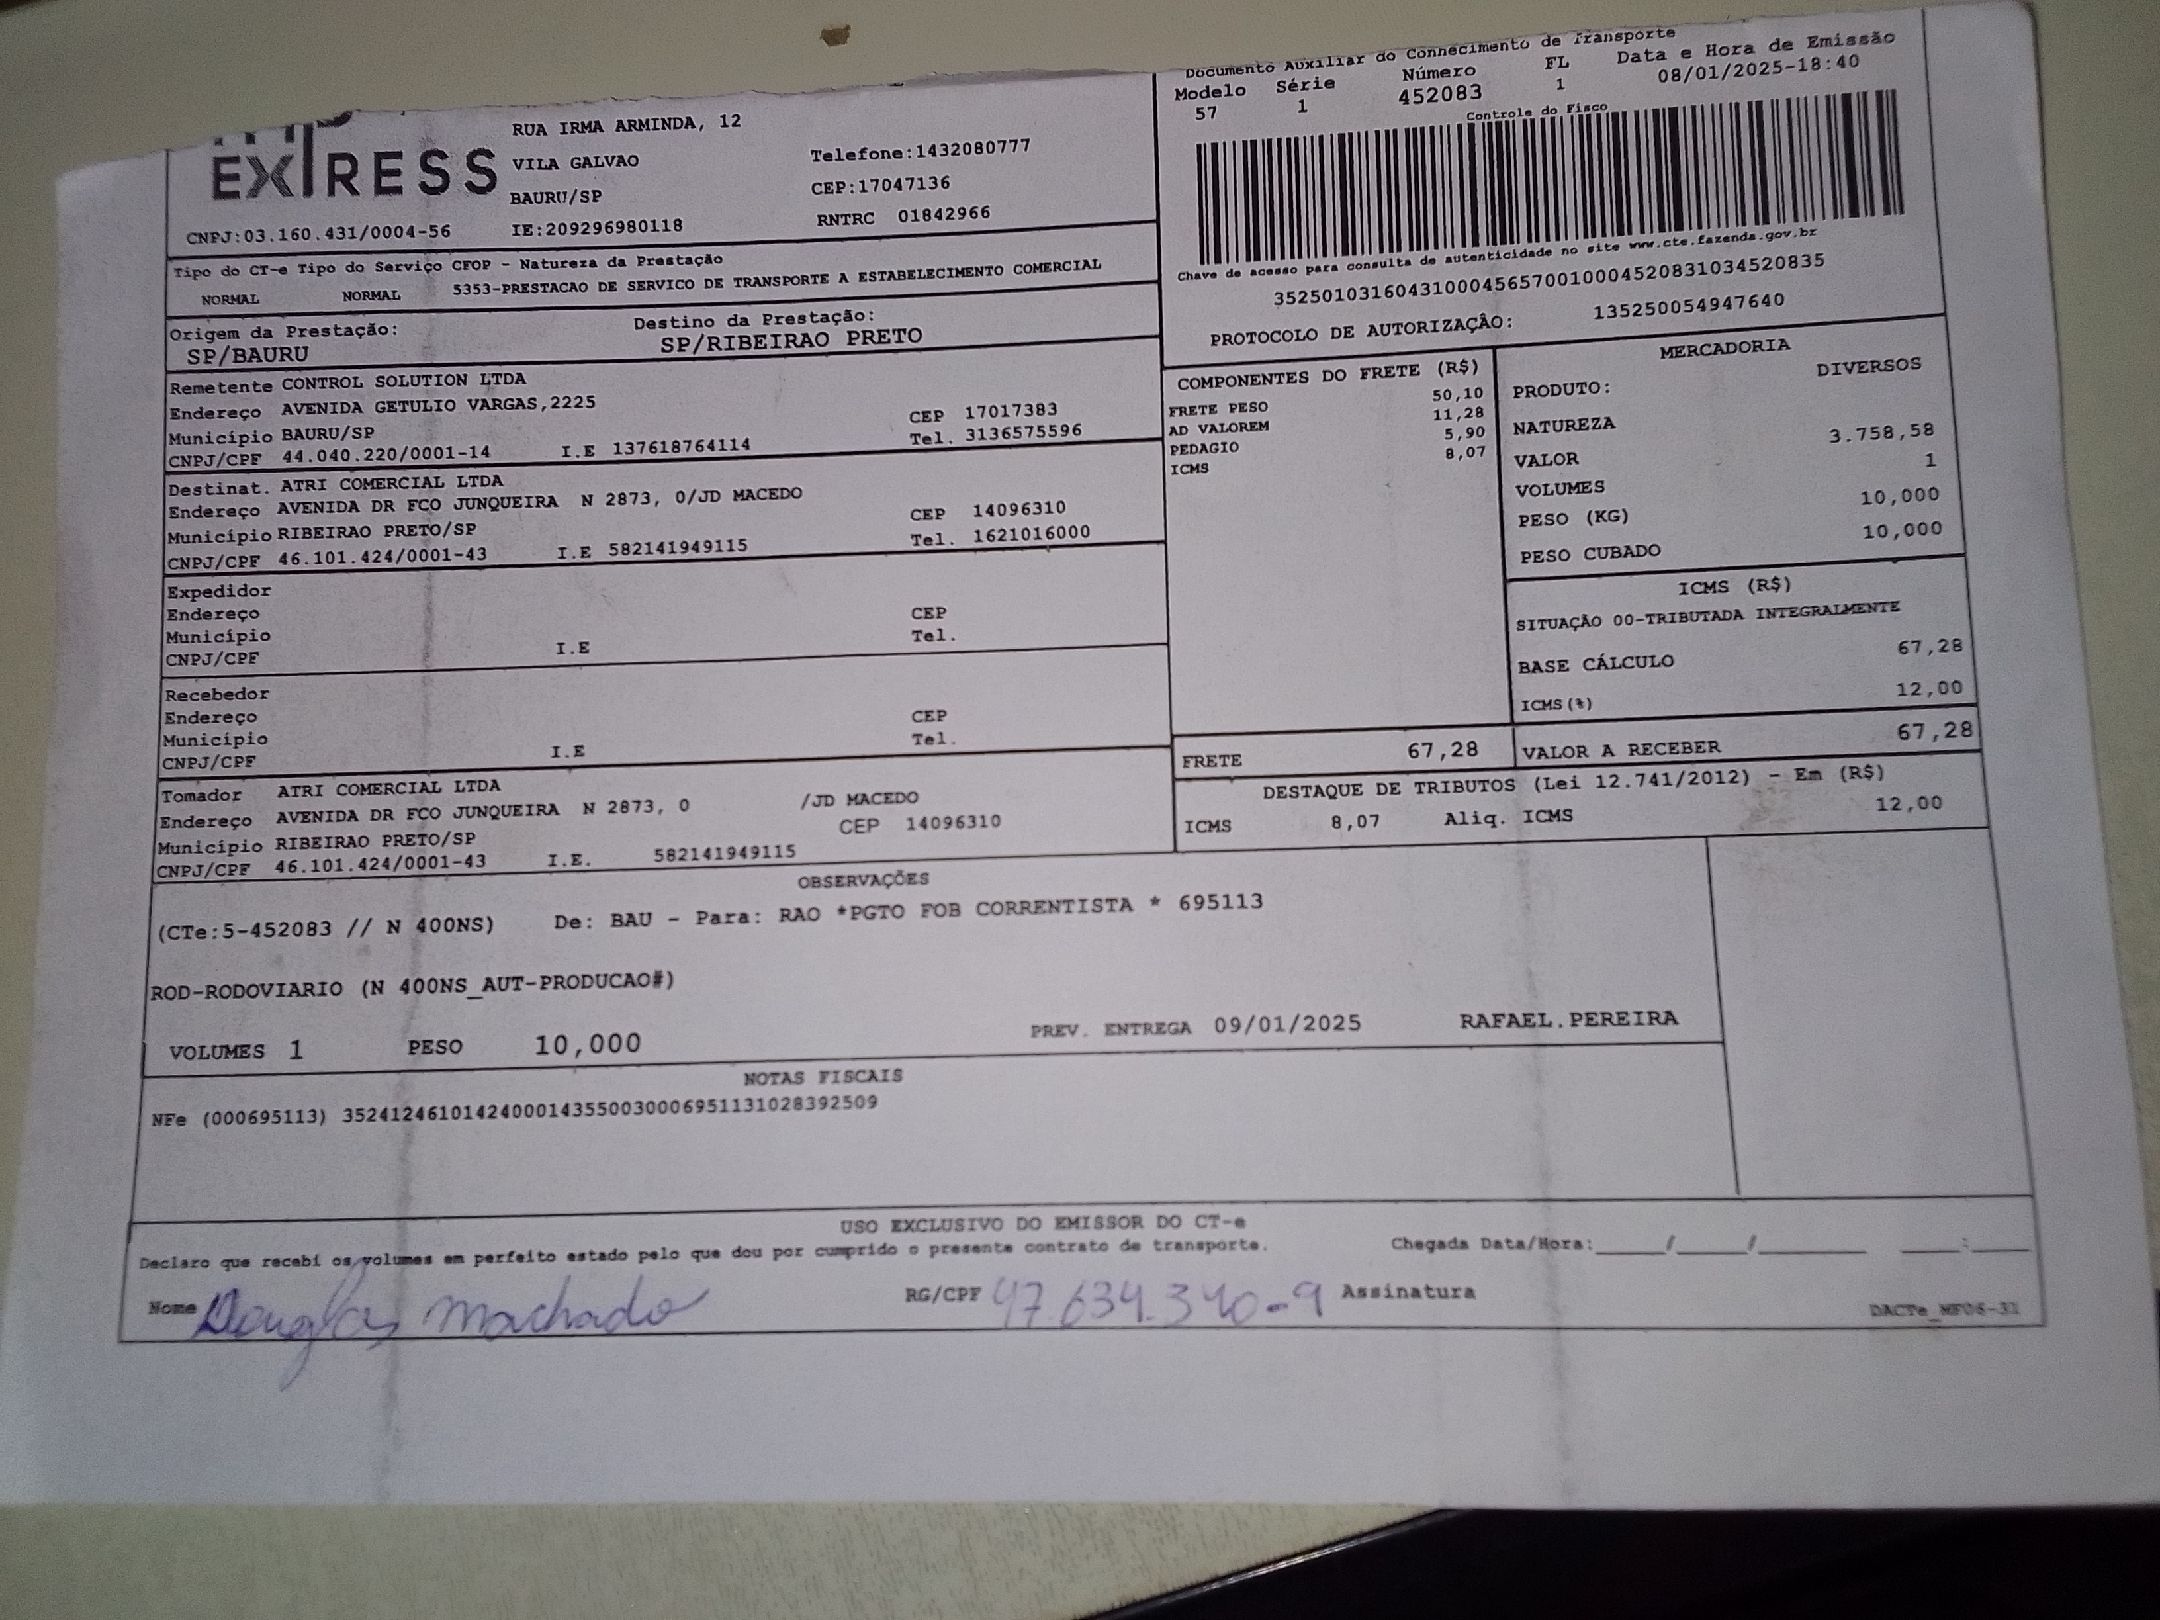 EXPRESS
RUA IRMA ARMINDA, 12
VILA GALVAO
Telefone:1432080777
BAURU/SP
CEP:17047136
CNPJ:03.160.431/0004-56
IE:209296980118
RNTRC 01842966
Documento Auxiliar do Conhecimento de Transporte
Modelo Série Número FL Data e Hora de Emissão
57 1 452083 1 08/01/2025-18:40
Controle do Fisco
Chave de acesso para consulta de autenticidade no site www.cte.fazenda.gov.br
35250103160431000456570010004520831034520835
PROTOCOLO DE AUTORIZAÇÃO: 135250054947640
Tipo do CT-e Tipo do Serviço CFOP - Natureza da Prestação
NORMAL NORMAL 5353-PRESTACAO DE SERVICO DE TRANSPORTE A ESTABELECIMENTO COMERCIAL
Origem da Prestação: Destino da Prestação:
SP/BAURU SP/RIBEIRAO PRETO
Remetente CONTROL SOLUTION LTDA
Endereço AVENIDA GETULIO VARGAS,2225 CEP 17017383
Município BAURU/SP Tel. 3136575596
CNPJ/CPF 44.040.220/0001-14 I.E 137618764114
Destinat. ATRI COMERCIAL LTDA
Endereço AVENIDA DR FCO JUNQUEIRA N 2873, 0/JD MACEDO CEP 14096310
Município RIBEIRAO PRETO/SP Tel. 1621016000
CNPJ/CPF 46.101.424/0001-43 I.E 582141949115
Expedidor
Endereço CEP
Município Tel.
CNPJ/CPF I.E
Recebedor
Endereço CEP
Município Tel.
CNPJ/CPF I.E
Tomador ATRI COMERCIAL LTDA
Endereço AVENIDA DR FCO JUNQUEIRA N 2873, 0 /JD MACEDO
Município RIBEIRAO PRETO/SP CEP 14096310
CNPJ/CPF 46.101.424/0001-43 I.E. 582141949115
COMPONENTES DO FRETE (R$)
FRETE PESO 50,10
AD VALOREM 11,28
PEDAGIO 5,90
ICMS 8,07
MERCADORIA
PRODUTO: DIVERSOS
NATUREZA
VALOR 3.758,58
VOLUMES 1
PESO (KG) 10,000
PESO CUBADO 10,000
ICMS (R$)
SITUAÇÃO 00-TRIBUTADA INTEGRALMENTE
BASE CÁLCULO 67,28
ICMS(%) 12,00
FRETE 67,28 VALOR A RECEBER 67,28
DESTAQUE DE TRIBUTOS (Lei 12.741/2012) - Em (R$)
ICMS 8,07 Aliq. ICMS 12,00
OBSERVAÇÕES
(CTe:5-452083 // N 400NS) De: BAU - Para: RAO *PGTO FOB CORRENTISTA * 695113
ROD-RODOVIARIO (N 400NS_AUT-PRODUCAO#)
VOLUMES 1 PESO 10,000 PREV. ENTREGA 09/01/2025 RAFAEL.PEREIRA
NOTAS FISCAIS
NFe (000695113) 35241246101424000143550030006951131028392509
USO EXCLUSIVO DO EMISSOR DO CT-e
Declaro que recebi os volumes em perfeito estado pelo que dou por cumprido o presente contrato de transporte. Chegada Data/Hora:____/____/________ ____:____
Nome Douglas Machado RG/CPF 47.634.340-9 Assinatura
DACTe_MF06-31